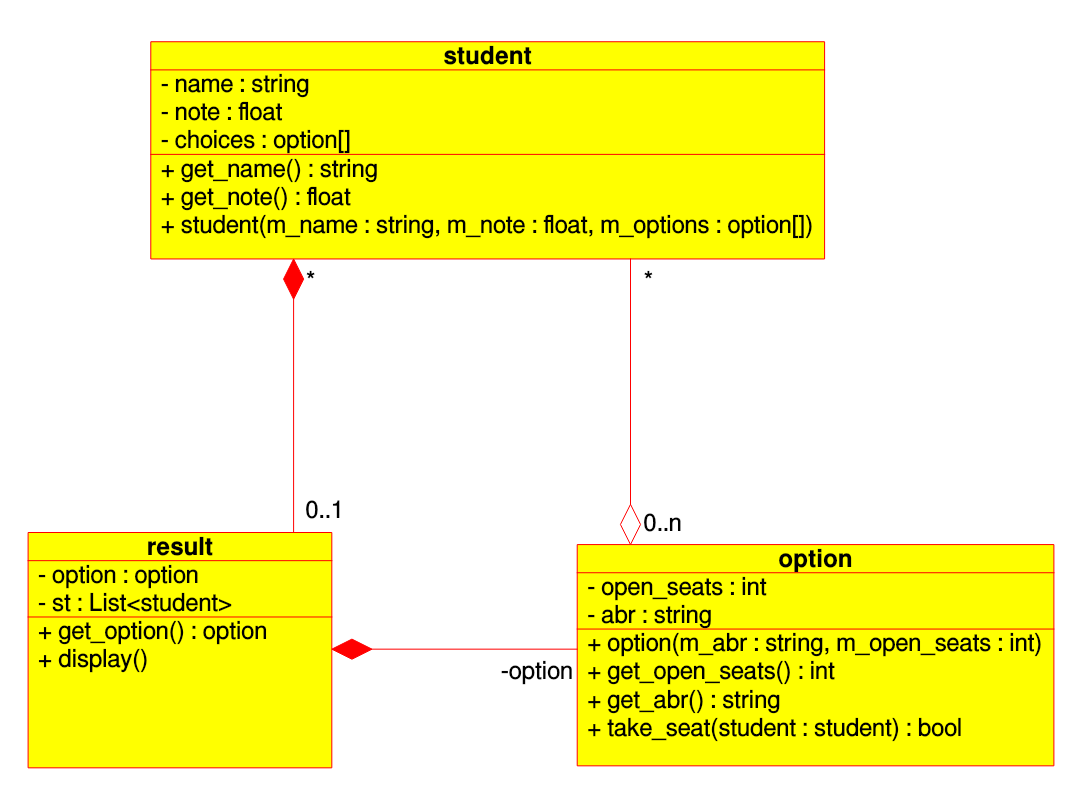 student
- name : string
- note : float
- choices : option[]
+ get_name() : string
+ get_note() : float
+ student(m_name : string, m_note : float, m_options : option[])
*
*
0..1
0..n
result
- option : option
- st : List<student>
+ get_option() : option
+ display()
-option
option
- open_seats : int
- abr : string
+ option(m_abr : string, m_open_seats : int)
+ get_open_seats() : int
+ get_abr() : string
+ take_seat(student : student) : bool